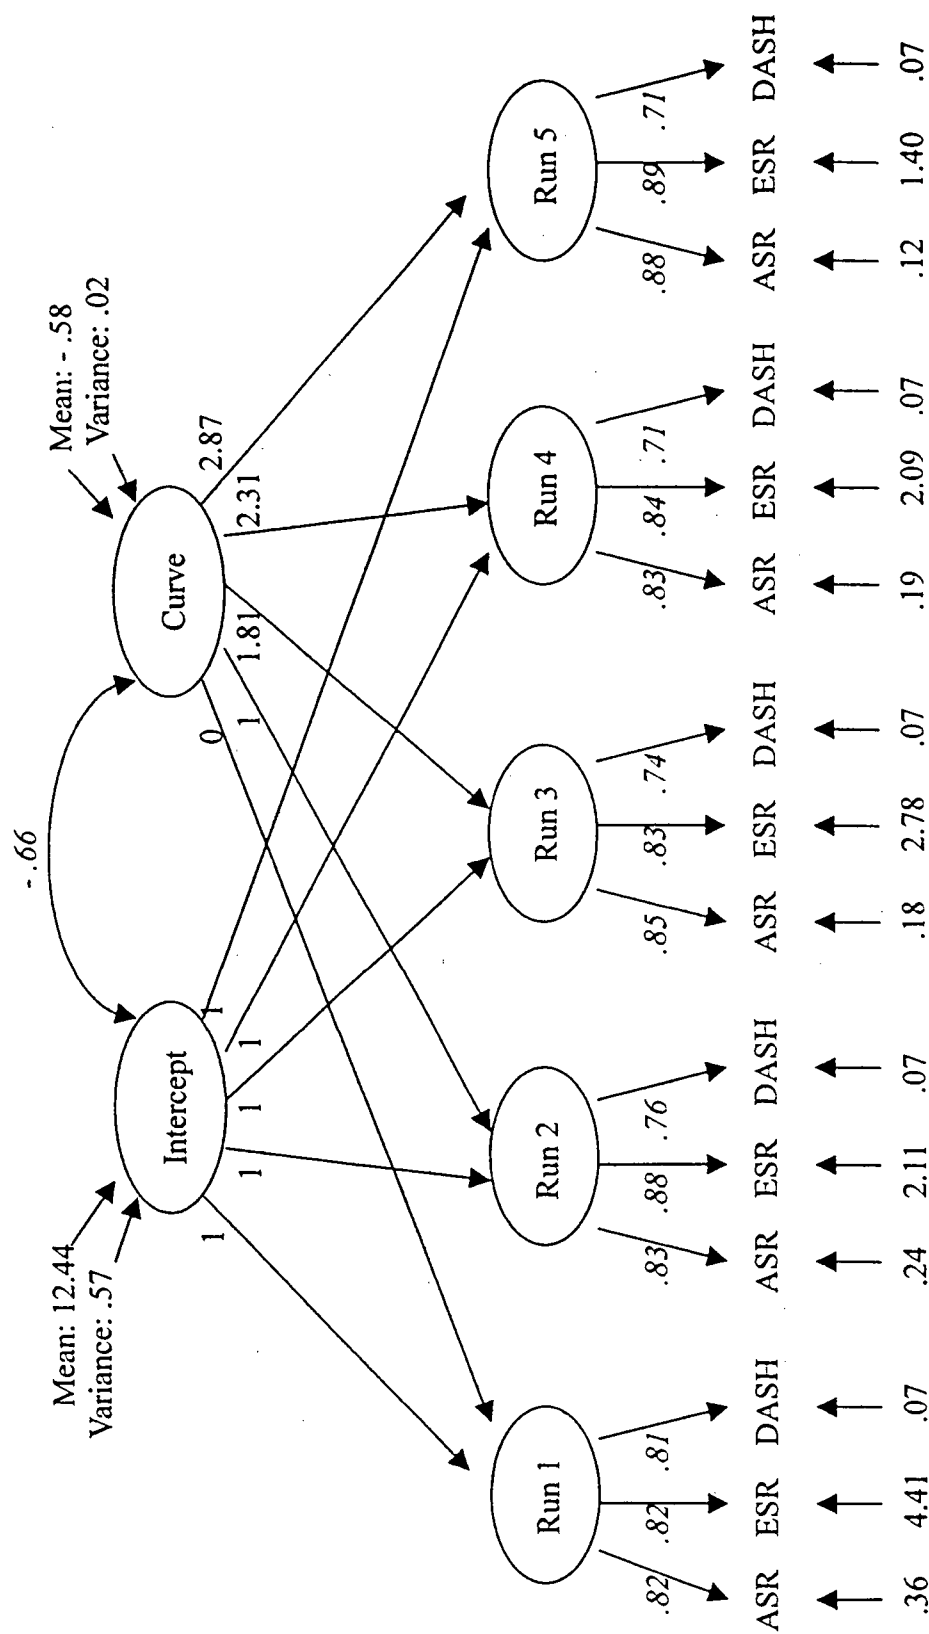 -.66
Mean: 12.44
Variance: .57
Mean: - .58
Variance: .02
Intercept
Curve
1
1
1
1
1
0
1
1.81
2.31
2.87
Run 1
Run 2
Run 3
Run 4
Run 5
.82 .82 .81
.83 .88 .76
.85 .83 .74
.83 .84 .71
.88 .89 .71
ASR ESR DASH
ASR ESR DASH
ASR ESR DASH
ASR ESR DASH
ASR ESR DASH
.36 4.41 .07
.24 2.11 .07
.18 2.78 .07
.19 2.09 .07
.12 1.40 .07